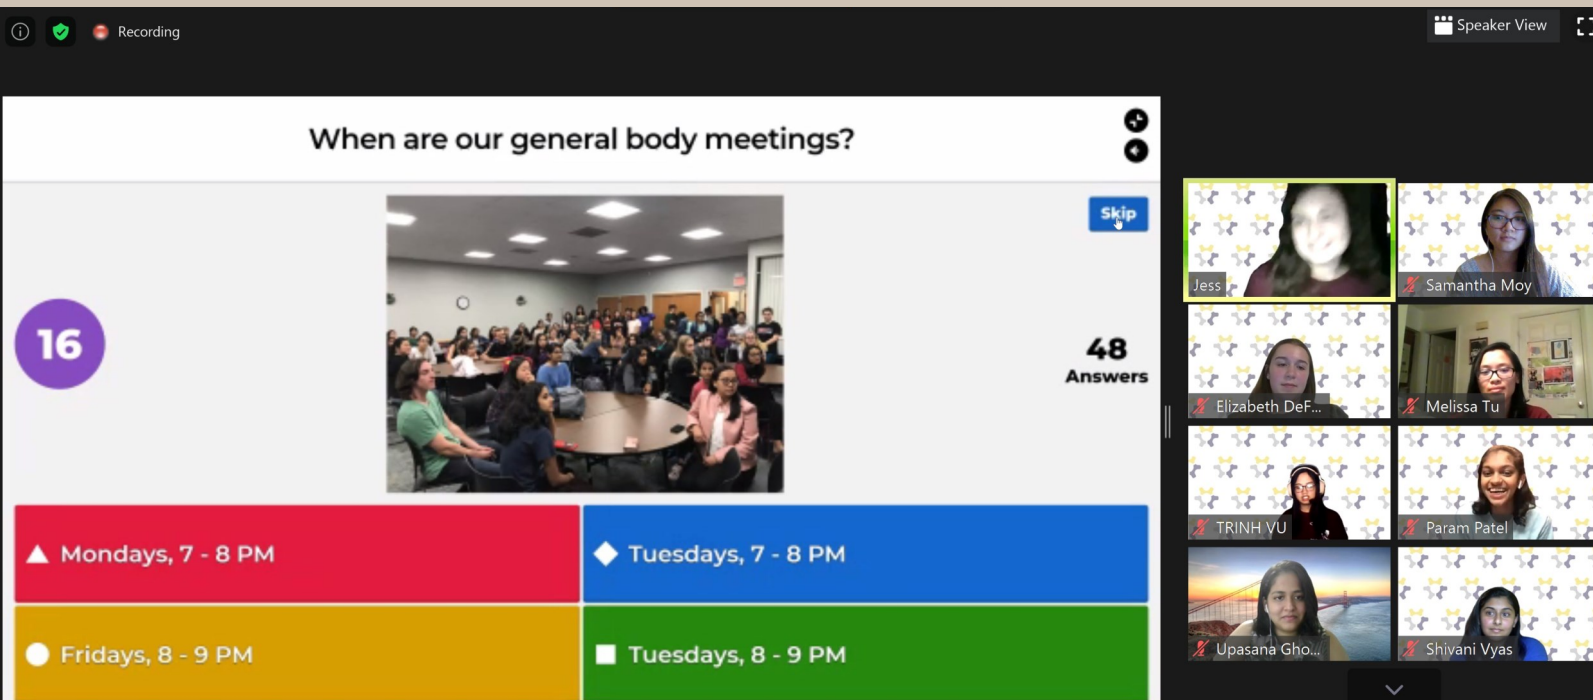 Recording
Speaker View
When are our general body meetings?
Skip
16
48
Answers
Mondays, 7 - 8 PM
Tuesdays, 7 - 8 PM
Fridays, 8 - 9 PM
Tuesdays, 8 - 9 PM
Jess
Samantha Moy
Elizabeth DeF...
Melissa Tu
TRINH VU
Param Patel
Upasana Gho...
Shivani Vyas